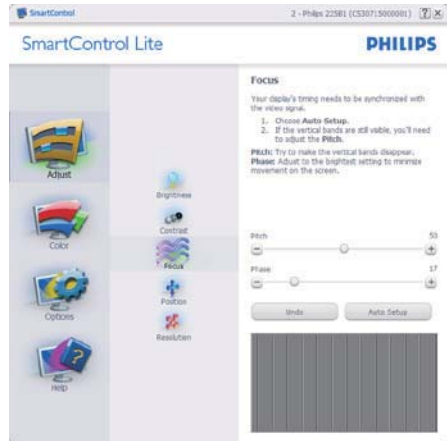 SmartControl
2 - Philips 225B1 (CS30715000001)
SmartControl Lite
PHILIPS
Adjust
Color
Options
Help
Brightness
Contrast
Focus
Position
Resolution
Focus
Your display's timing needs to be synchronized with
the video signal.
1. Choose Auto Setup.
2. If the vertical bands are still visible, you'll need
to adjust the Pitch.
Pitch: Try to make the vertical bands disappear.
Phase: Adjust to the brightest setting to minimize
movement on the screen.
Pitch 50
Phase 17
Undo
Auto Setup